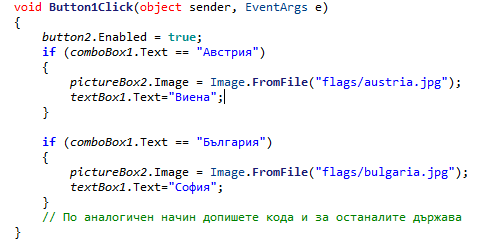 void Button1Click(object sender, EventArgs e)
{
button2.Enabled = true;
if (comboBox1.Text == "Австрия")
{
pictureBox2.Image = Image.FromFile("flags/austria.jpg");
textBox1.Text="Виена";
}
if (comboBox1.Text == "България")
{
pictureBox2.Image = Image.FromFile("flags/bulgaria.jpg");
textBox1.Text="София";
}
// По аналогичен начин допишете кода и за останалите държава
}